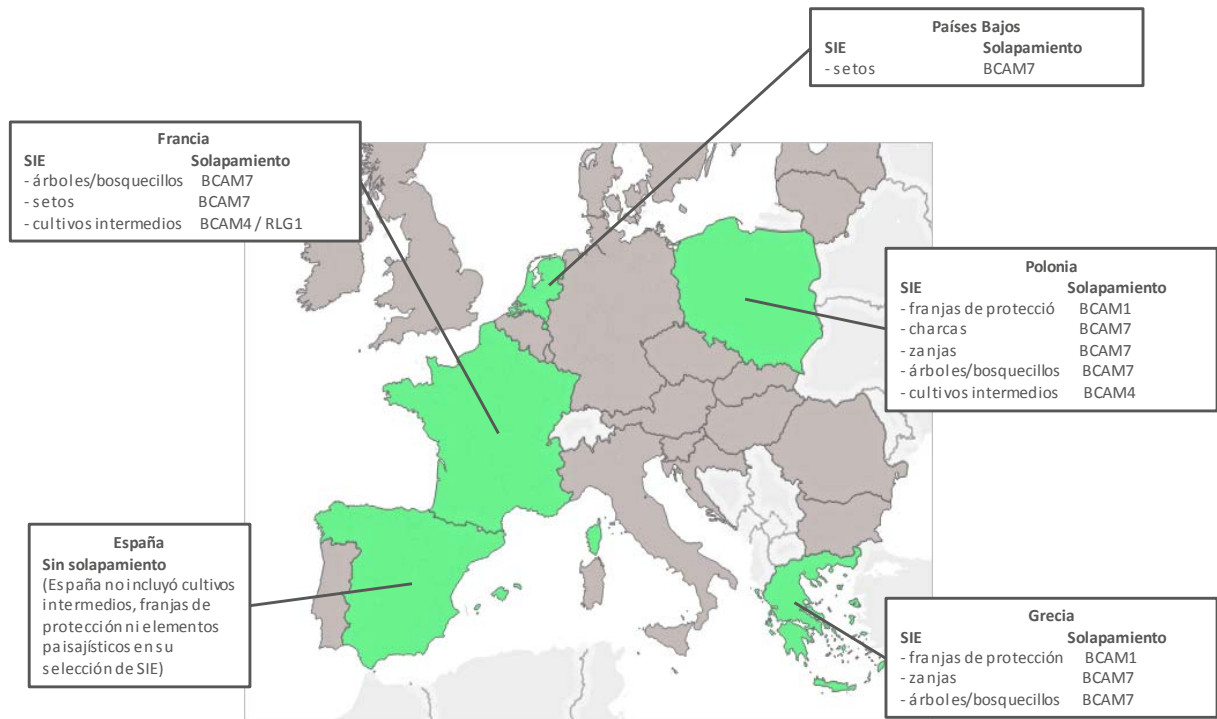 Países Bajos
SIE Solapamiento
- setos BCAM7
Francia
SIE Solapamiento
- árboles/bosquecillos BCAM7
- setos BCAM7
- cultivos intermedios BCAM4 / RLG1
Polonia
SIE Solapamiento
- franjas de protecció BCAM1
- charcas BCAM7
- zanjas BCAM7
- árboles/bosquecillos BCAM7
- cultivos intermedios BCAM4
España
Sin solapamiento
(España no incluyó cultivos
intermedios, franjas de
protección ni elementos
paisajísticos en su
selección de SIE)
Grecia
SIE Solapamiento
- franjas de protección BCAM1
- zanjas BCAM7
- árboles/bosquecillos BCAM7